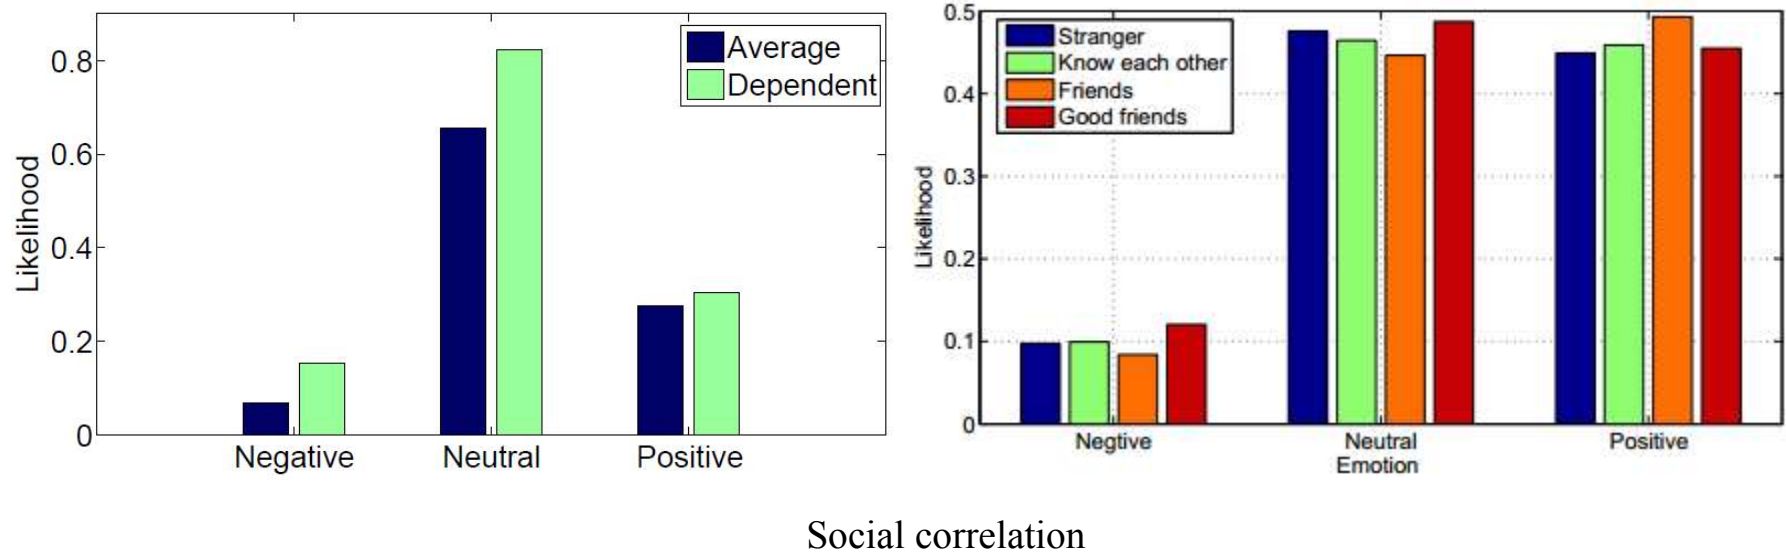 Average
Dependent
0.8
0.6
0.4
0.2
0
Likelihood
Negative Neutral Positive
Stranger
Know each other
Friends
Good friends
0.5
0.4
0.3
0.2
0.1
0
Likelihood
Negtive Neutral Positive
Emotion
Social correlation